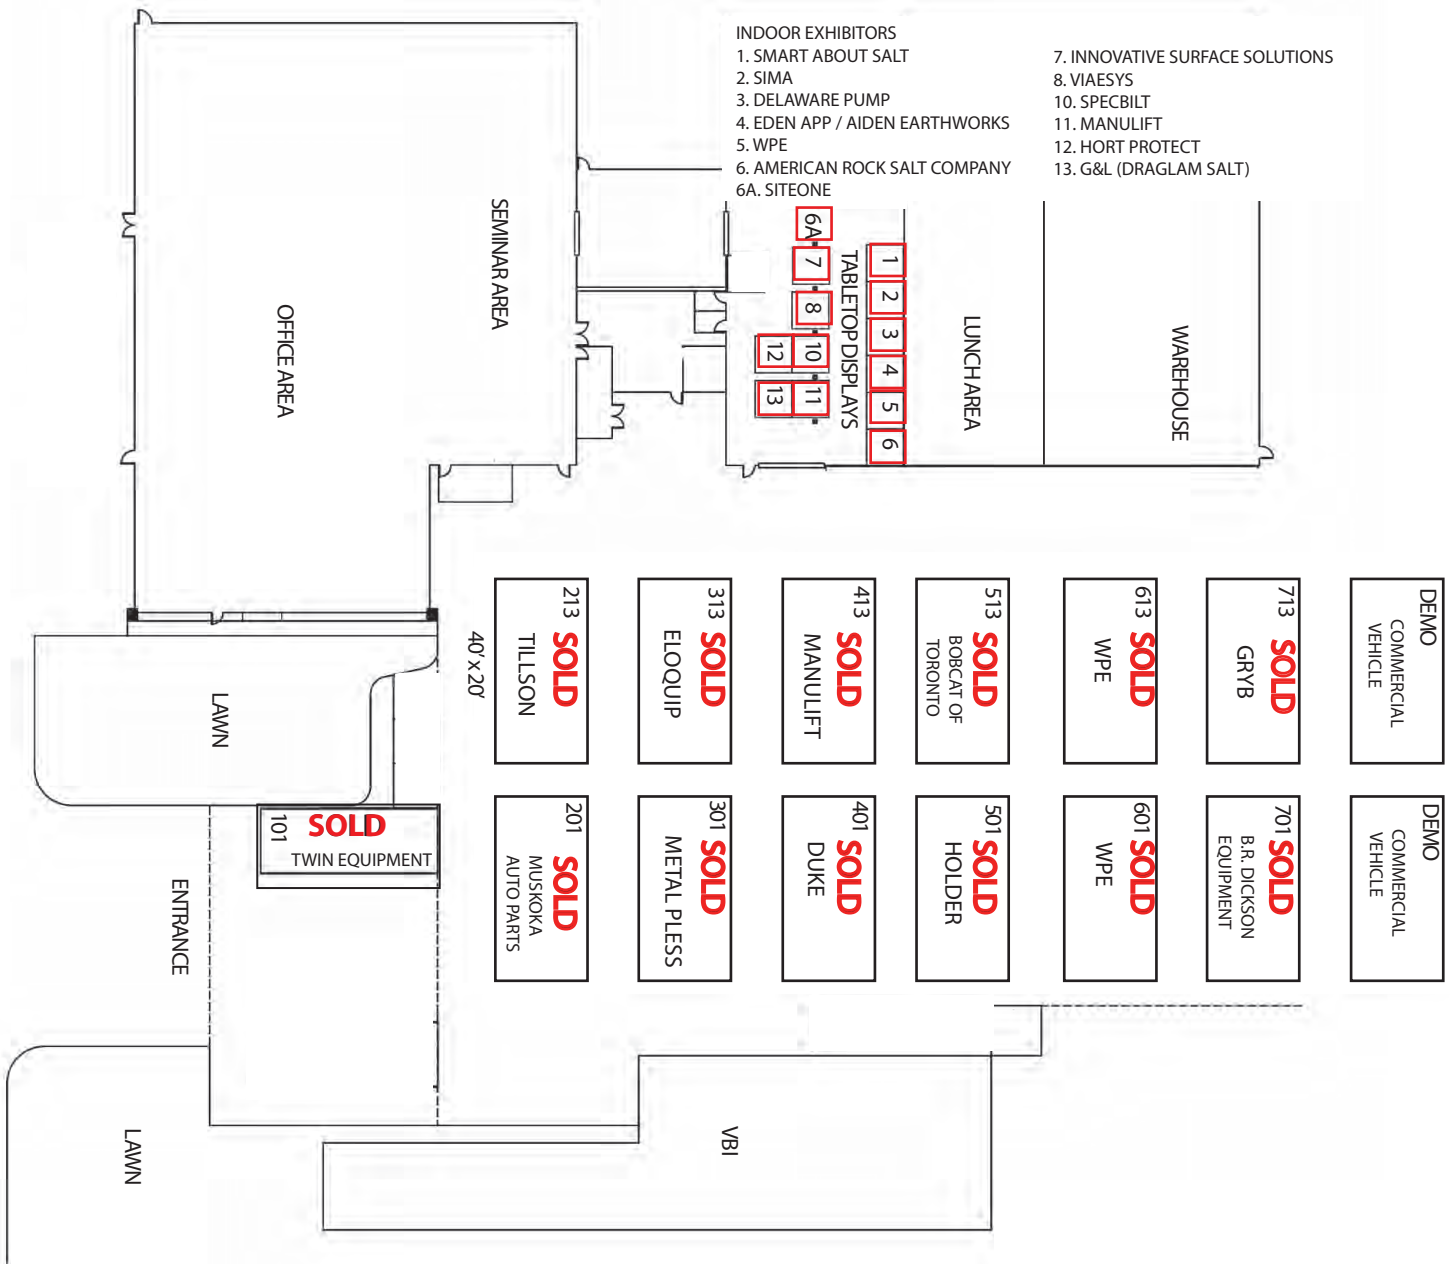 INDOOR EXHIBITORS
1. SMART ABOUT SALT
2. SIMA
3. DELAWARE PUMP
4. EDEN APP / AIDEN EARTHWORKS
5. WPE
6. AMERICAN ROCK SALT COMPANY
6A. SITEONE
7. INNOVATIVE SURFACE SOLUTIONS
8. VIAESYS
10. SPECBILT
11. MANULIFT
12. HORT PROTECT
13. G&L (DRAGLAM SALT)
SEMINAR AREA
OFFICE AREA
6A
7
8
10
11
12
13
TABLETOP DISPLAYS
1
2
3
4
5
6
LUNCH AREA
WAREHOUSE
213
SOLD
TILLSON
40' x 20'
313
SOLD
ELOQUIP
413
SOLD
MANULIFT
513
SOLD
BOBCAT OF
TORONTO
613
SOLD
WPE
713
SOLD
GRYB
DEMO
COMMERCIAL
VEHICLE
LAWN
101
SOLD
TWIN EQUIPMENT
201
SOLD
MUSKOKA
AUTO PARTS
301
SOLD
METAL PLESS
401
SOLD
DUKE
501
SOLD
HOLDER
601
SOLD
WPE
701
SOLD
B.R. DICKSON
EQUIPMENT
DEMO
COMMERCIAL
VEHICLE
ENTRANCE
LAWN
VBI